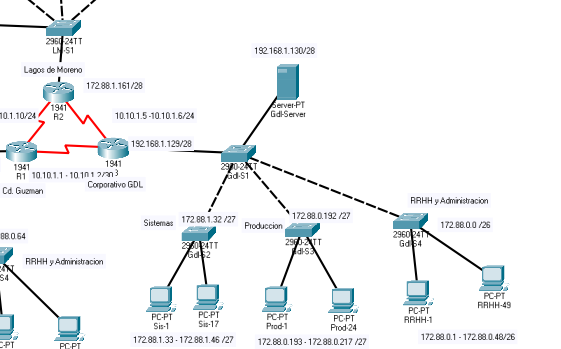 2960-24TT
LM-S1
192.168.1.130/28
Lagos de Moreno
172.88.1.161/28
Server-PT
Gdl-Server
1941
R2
10.1.10/24
10.10.1.5 -10.10.1.6/24
192.168.1.129/28
1941
R1
10.10.1.1 - 10.10.1.2/30
1941
3
Cd. Guzman
Corporativo GDL
2960-24TT
Gdl-S1
RRHH y Administracion
Sistemas
172.88.1.32 /27
Produccion
172.88.0.192 /27
172.88.0.0 /26
88.0.64
2960-24TT
Gdl-S2
2960-24TT
Gdl-S3
2960-24TT
Gdl-S4
24TT
S4
RRHH y Administracion
PC-PT
Sis-1
PC-PT
Sis-17
PC-PT
Prod-1
PC-PT
Prod-24
PC-PT
RRHH-1
PC-PT
RRHH-49
C-PT
PC-PT
172.88.1.33 - 172.88.1.46 /27
172.88.0.193 - 172.88.0.217 /27
172.88.0.1 - 172.88.0.48/26